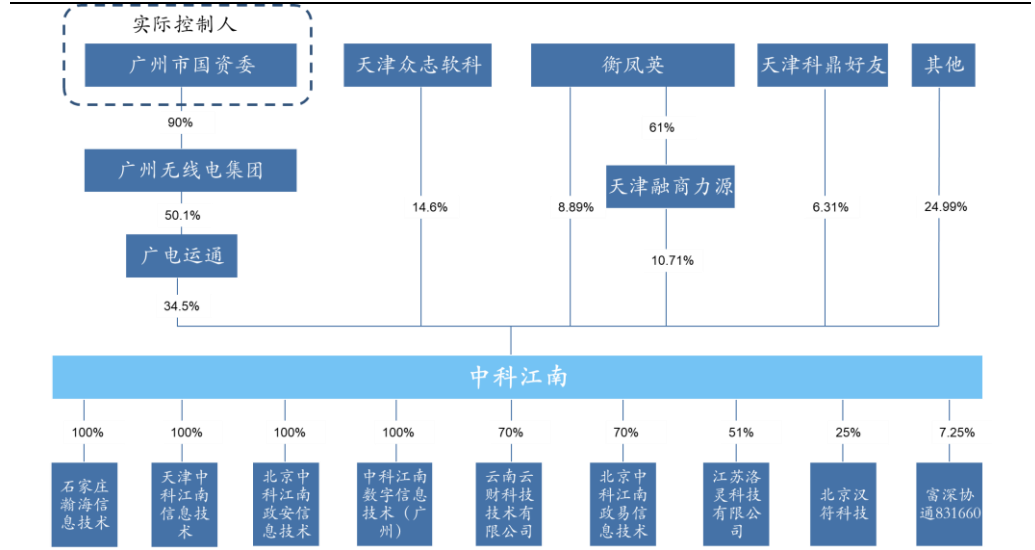 实际控制人
广州市国资委
天津众志软科
衡凤英
天津科鼎好友
其他
90%
61%
广州无线电集团
天津融商力源
50.1%
14.6%
8.89%
6.31%
24.99%
广电运通
10.71%
34.5%
中科江南
100%
100%
100%
100%
70%
70%
51%
25%
7.25%
石家庄
瀚海信
息技术
天津中
科江南
信息技
术
北京中
科江南
政安信
息技术
中科江南
数字信息
技术（广
州）
云南云
财科技
技术有
限公司
北京中
科江南
政易信
息技术
江苏洛
灵科技
有限公
司
北京汉
符科技
富深协
通831660